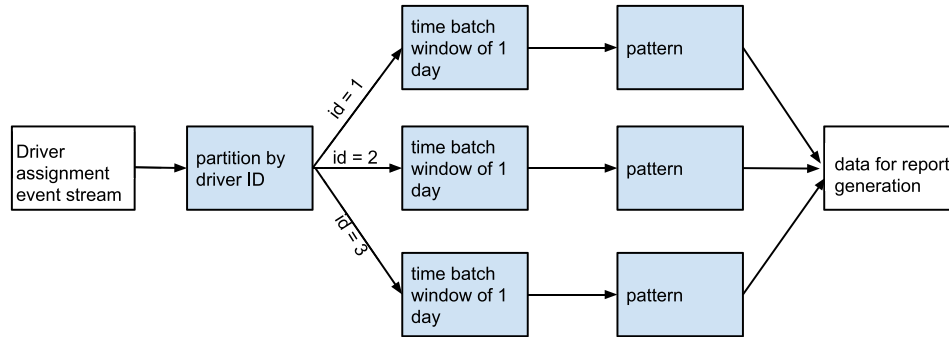 Driver
assignment
event stream
partition by
driver ID
id = 1
id = 2
id = 3
time batch
window of 1
day
pattern
time batch
window of 1
day
pattern
time batch
window of 1
day
pattern
data for report
generation